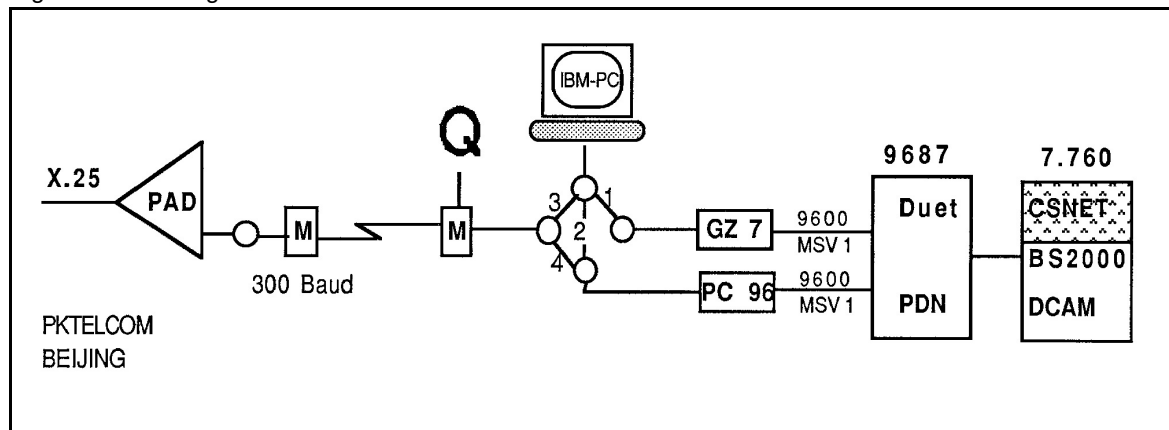 IBM-PC
Q
X.25
PAD
M
300 Baud
M
3
1
2
4
GZ 7
9600
MSV 1
PC 96
9600
MSV 1
9687
Duet
PDN
7.760
CSNET
BS2000
DCAM
PKTELCOM
BEIJING